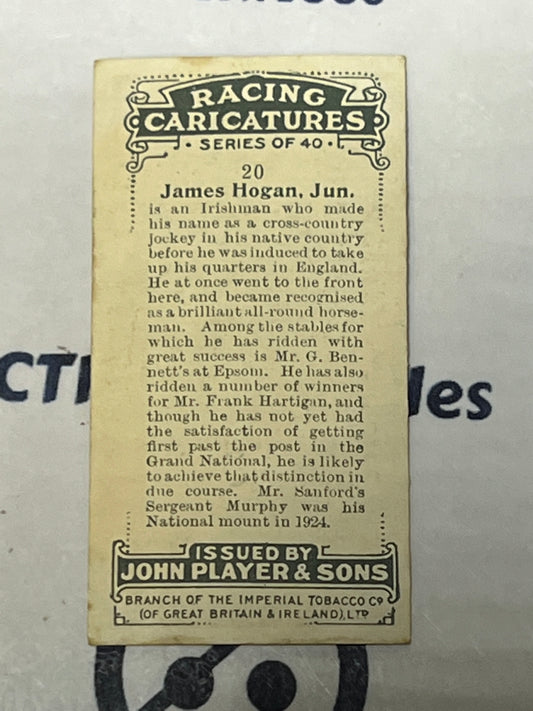 RACING
CARICATURES
· SERIES OF 40 ·
20
James Hogan, Jun.
is an Irishman who made
his name as a cross-country
jockey in his native country
before he was induced to take
up his quarters in England.
He at once went to the front
here, and became recognised
as a brilliant all-round horse-
man. Among the stables for
which he has ridden with
great success is Mr. G. Ben-
nett's at Epsom. He has also
ridden a number of winners
for Mr. Frank Hartigan, and
though he has not yet had
the satisfaction of getting
first past the post in the
Grand National, he is likely
to achieve that distinction in
due course. Mr. Sanford's
Sergeant Murphy was his
National mount in 1924.
ISSUED BY
JOHN PLAYER & SONS
BRANCH OF THE IMPERIAL TOBACCO CO
(OF GREAT BRITAIN & IRELAND), LTD